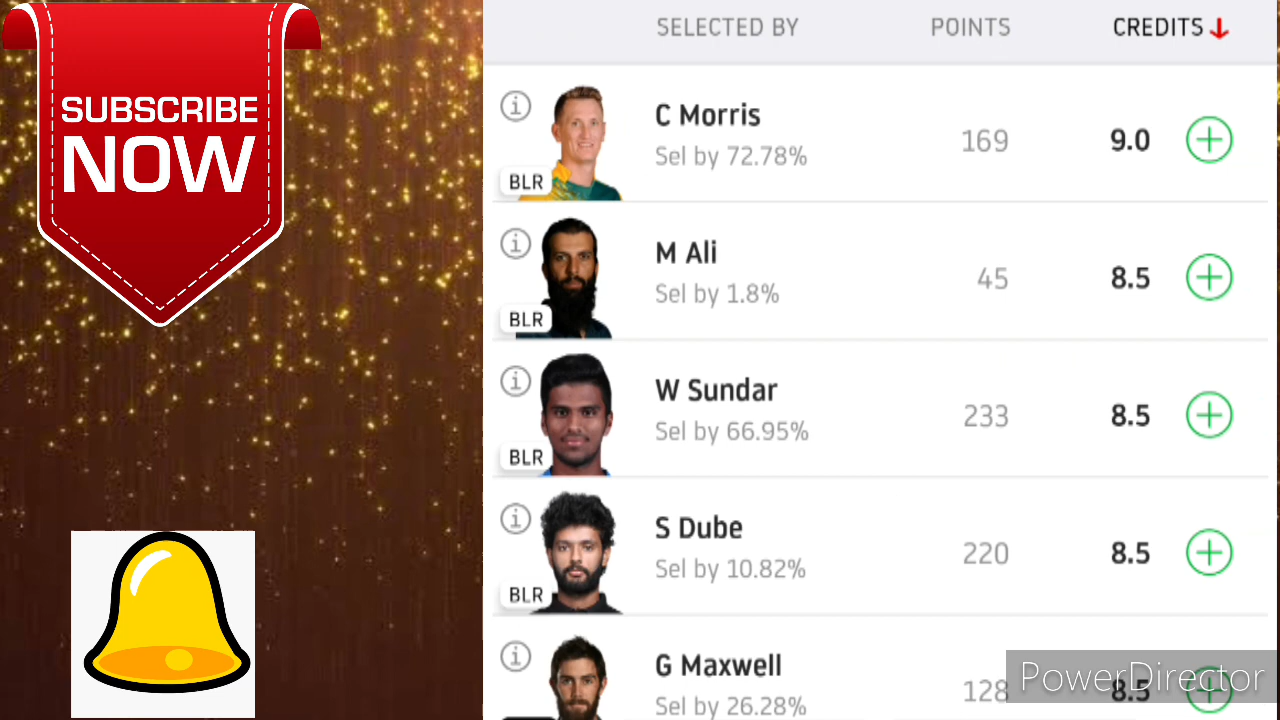 SUBSCRIBE
NOW
SELECTED BY POINTS CREDITS
C Morris
Sel by 72.78%
169 9.0
BLR
M Ali
Sel by 1.8%
45 8.5
BLR
W Sundar
Sel by 66.95%
233 8.5
BLR
S Dube
Sel by 10.82%
220 8.5
BLR
G Maxwell
Sel by 26.28%
128 8.5
PowerDirector